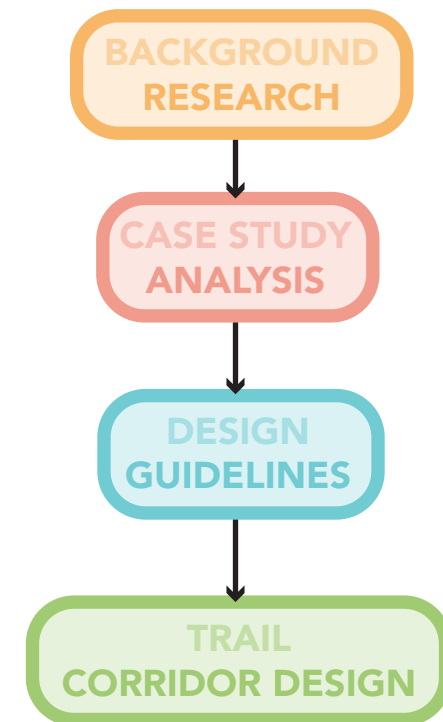 BACKGROUND
RESEARCH
CASE STUDY
ANALYSIS
DESIGN
GUIDELINES
TRAIL
CORRIDOR DESIGN